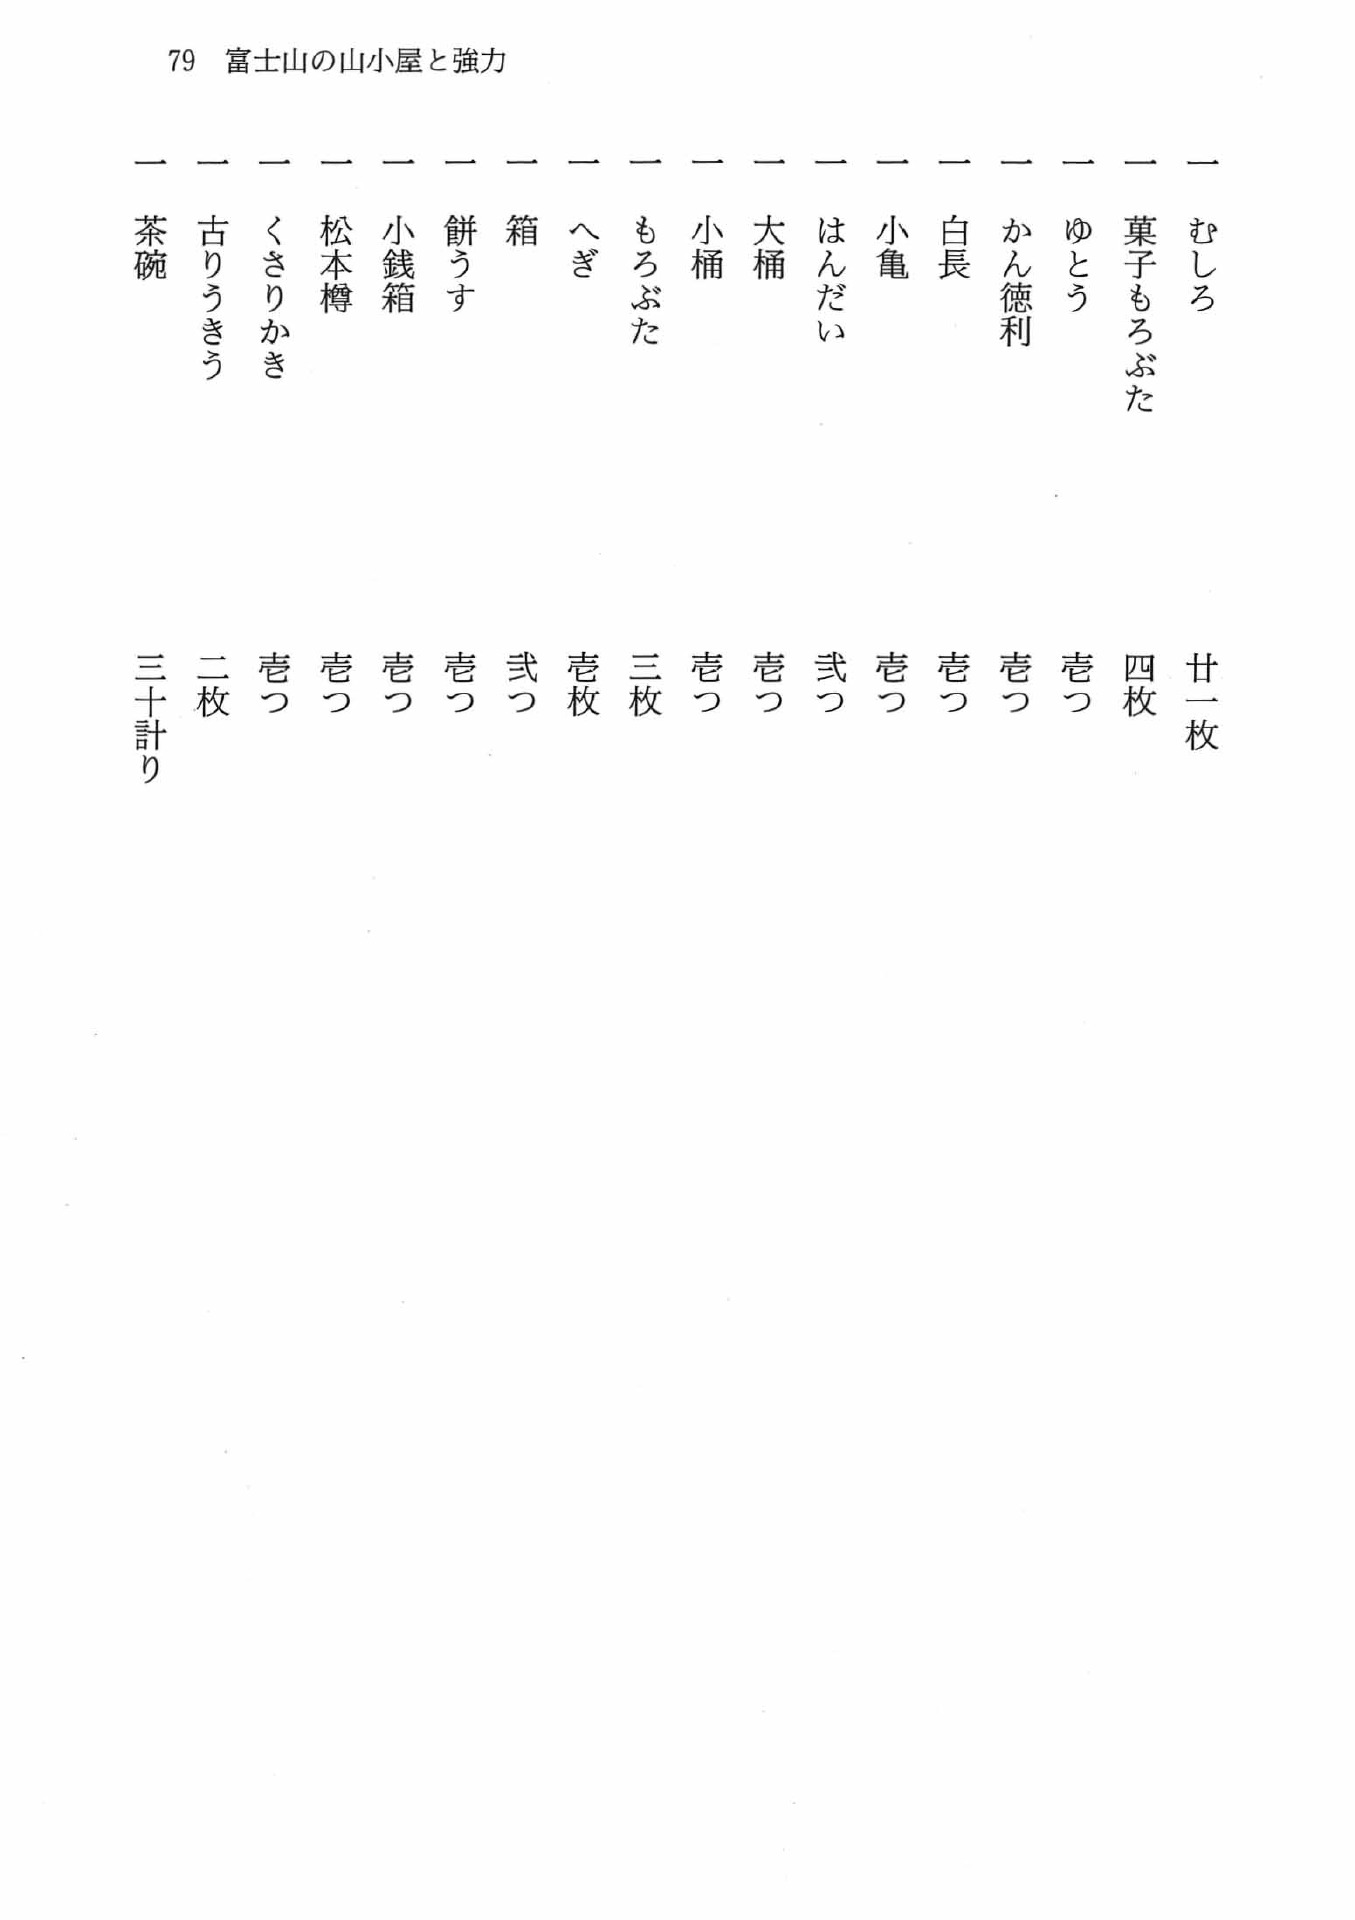 79　富士山の山小屋と強力
一　むしろ　廿一枚
一　菓子もろぶた　四枚
一　ゆとう　壱つ
一　かん徳利　壱つ
一　白長　壱つ
一　小亀　壱つ
一　はんだい　弐つ
一　大桶　壱つ
一　小桶　壱つ
一　もろぶた　三枚
一　へぎ　壱枚
一　箱　弐つ
一　餅うす　壱つ
一　小銭箱　壱つ
一　松本樽　壱つ
一　くさりかき　壱つ
一　古りうきう　二枚
一　茶碗　三十計り